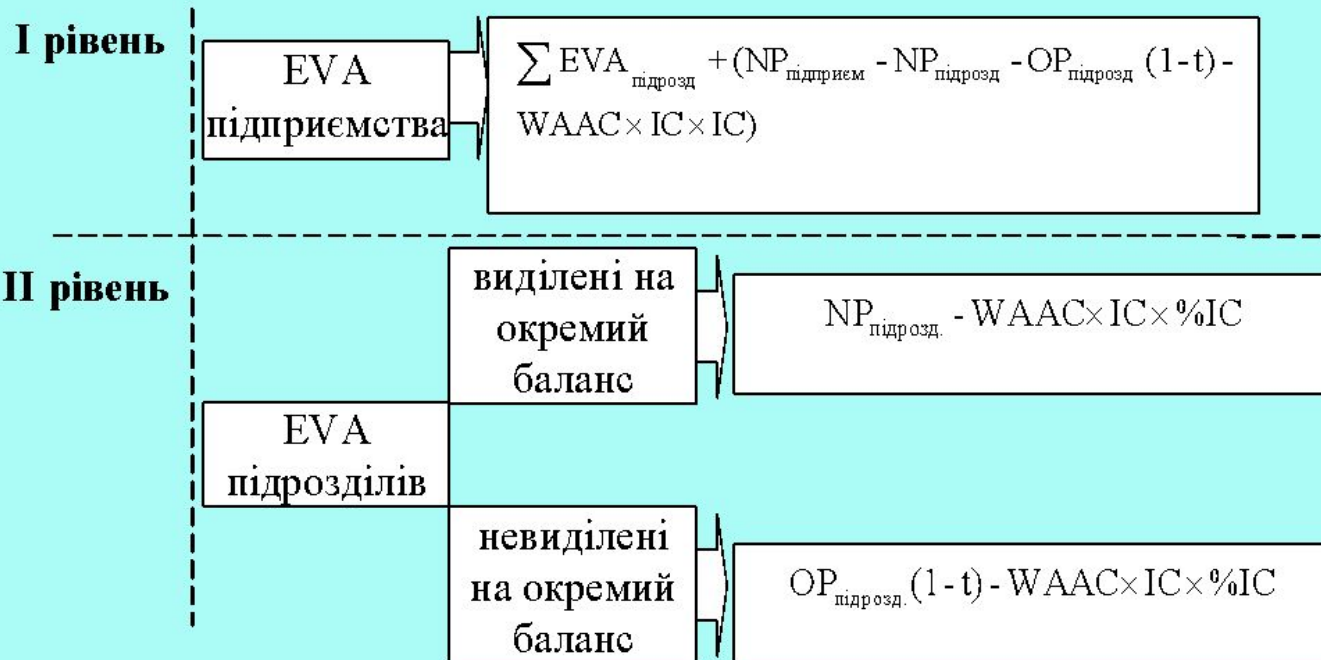 I рівень
EVA
підприємства
∑ EVA підрозд + (NP підприєм - NP підрозд - OP підрозд (1-t) -
WAAC × IC × IC)
II рівень
виділені на
окремий
баланс
NP підрозд. - WAAC × IC × %IC
EVA
підрозділів
невиділені
на окремий
баланс
OP підрозд. (1-t) - WAAC × IC × %IC